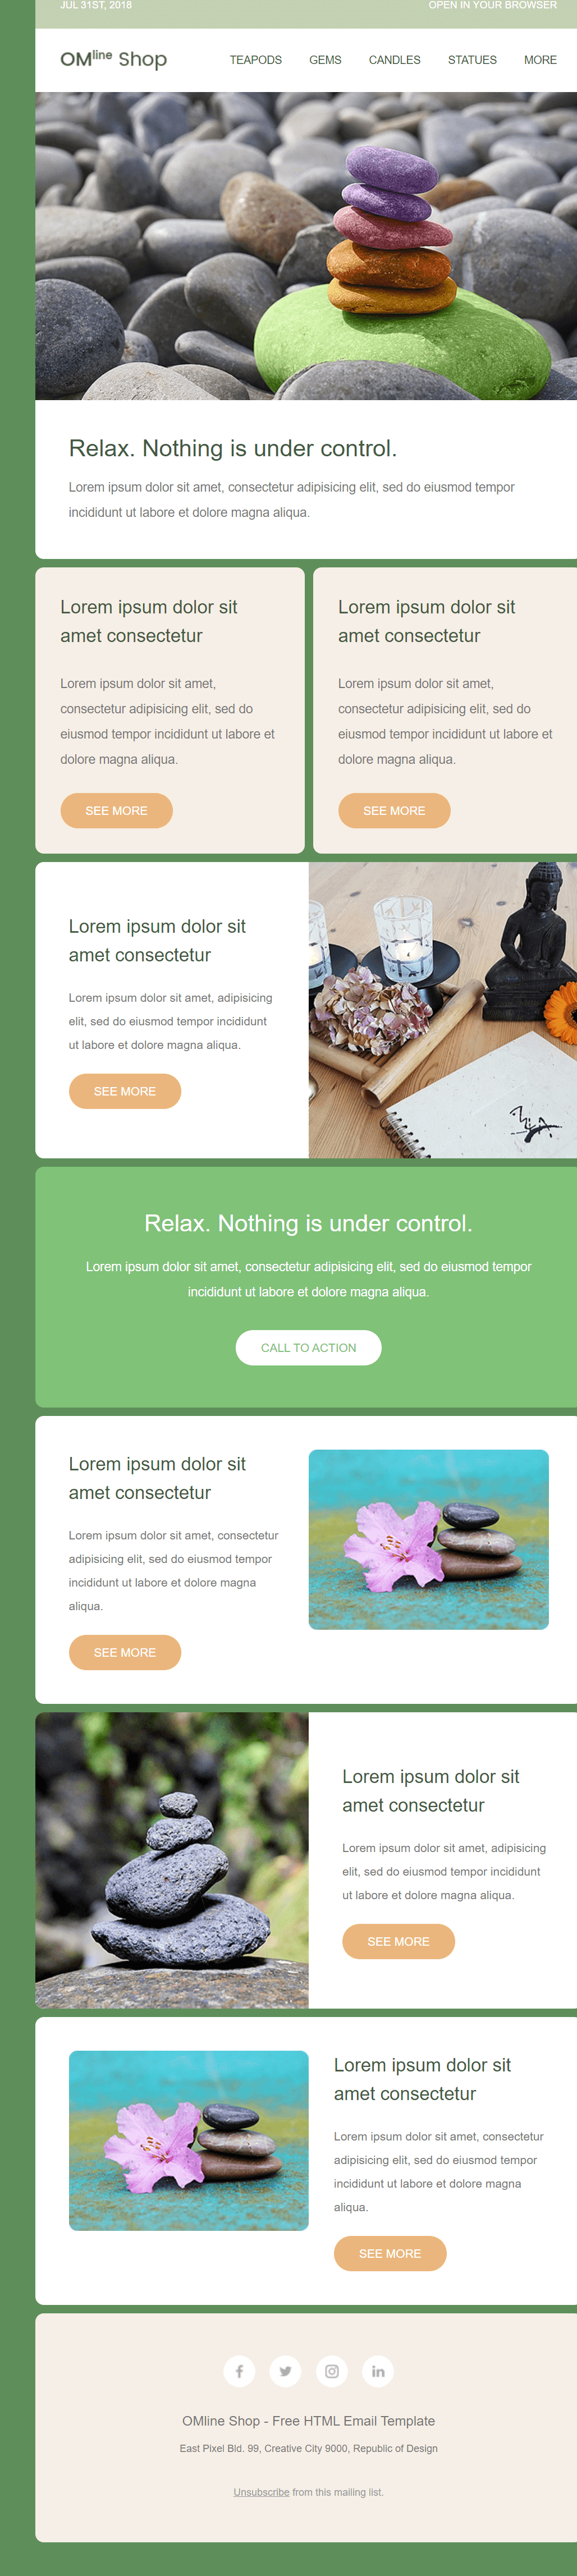 JUL 31ST, 2018
OPEN IN YOUR BROWSER
OMline Shop
TEAPODS GEMS CANDLES STATUES MORE
Relax. Nothing is under control.
Lorem ipsum dolor sit amet, consectetur adipisicing elit, sed do eiusmod tempor
incididunt ut labore et dolore magna aliqua.
Lorem ipsum dolor sit
amet consectetur
Lorem ipsum dolor sit amet,
consectetur adipisicing elit, sed do
eiusmod tempor incididunt ut labore et
dolore magna aliqua.
SEE MORE
Lorem ipsum dolor sit
amet consectetur
Lorem ipsum dolor sit amet,
consectetur adipisicing elit, sed do
eiusmod tempor incididunt ut labore et
dolore magna aliqua.
SEE MORE
Lorem ipsum dolor sit
amet consectetur
Lorem ipsum dolor sit amet, adipisicing
elit, sed do eiusmod tempor incididunt
ut labore et dolore magna aliqua.
SEE MORE
Relax. Nothing is under control.
Lorem ipsum dolor sit amet, consectetur adipisicing elit, sed do eiusmod tempor
incididunt ut labore et dolore magna aliqua.
CALL TO ACTION
Lorem ipsum dolor sit
amet consectetur
Lorem ipsum dolor sit amet, consectetur
adipisicing elit, sed do eiusmod tempor
incididunt ut labore et dolore magna
aliqua.
SEE MORE
Lorem ipsum dolor sit
amet consectetur
Lorem ipsum dolor sit amet, adipisicing
elit, sed do eiusmod tempor incididunt
ut labore et dolore magna aliqua.
SEE MORE
Lorem ipsum dolor sit
amet consectetur
Lorem ipsum dolor sit amet, consectetur
adipisicing elit, sed do eiusmod tempor
incididunt ut labore et dolore magna
aliqua.
SEE MORE
OMline Shop - Free HTML Email Template
East Pixel Bld. 99, Creative City 9000, Republic of Design
Unsubscribe from this mailing list.